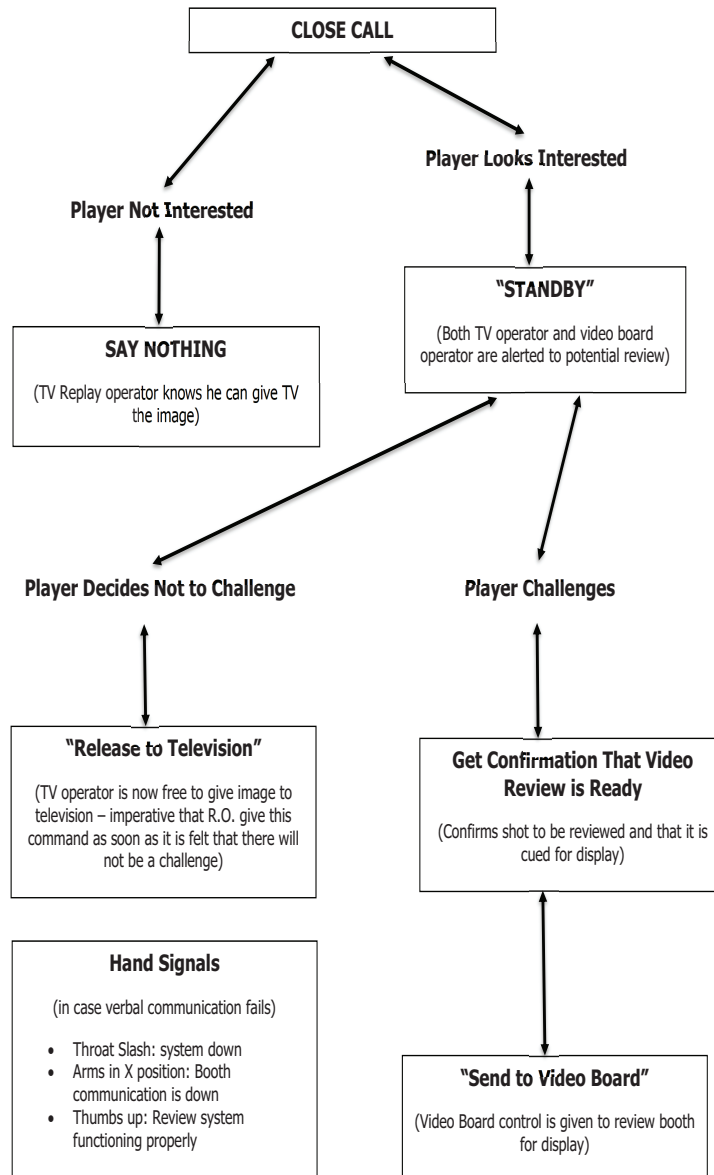 CLOSE CALL
Player Looks Interested
Player Not Interested
“STANDBY”
(Both TV operator and video board
operator are alerted to potential review)
SAY NOTHING
(TV Replay operator knows he can give TV
the image)
Player Decides Not to Challenge
Player Challenges
“Release to Television”
(TV operator is now free to give image to
television – imperative that R.O. give this
command as soon as it is felt that there will
not be a challenge)
Get Confirmation That Video
Review is Ready
(Confirms shot to be reviewed and that it is
cued for display)
Hand Signals
(in case verbal communication fails)
• Throat Slash: system down
• Arms in X position: Booth
communication is down
• Thumbs up: Review system
functioning properly
“Send to Video Board”
(Video Board control is given to review booth
for display)